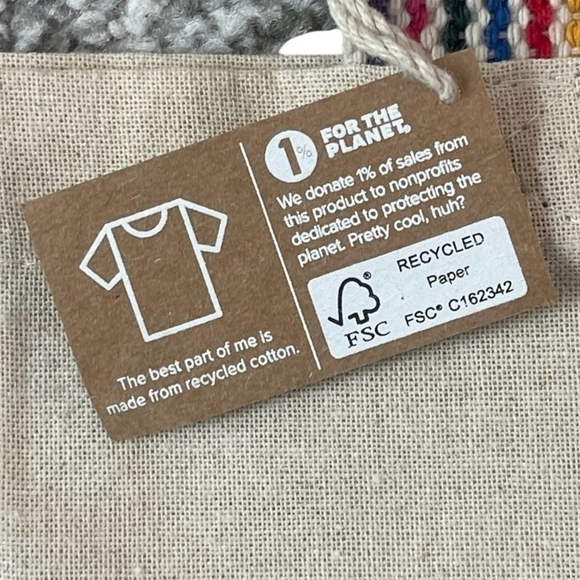 The best part of me is
made from recycled cotton.
1%
FOR THE
PLANET®
We donate 1% of sales from
this product to nonprofits
dedicated to protecting the
planet. Pretty cool, huh?
®
FSC
RECYCLED
Paper
FSC® C162342